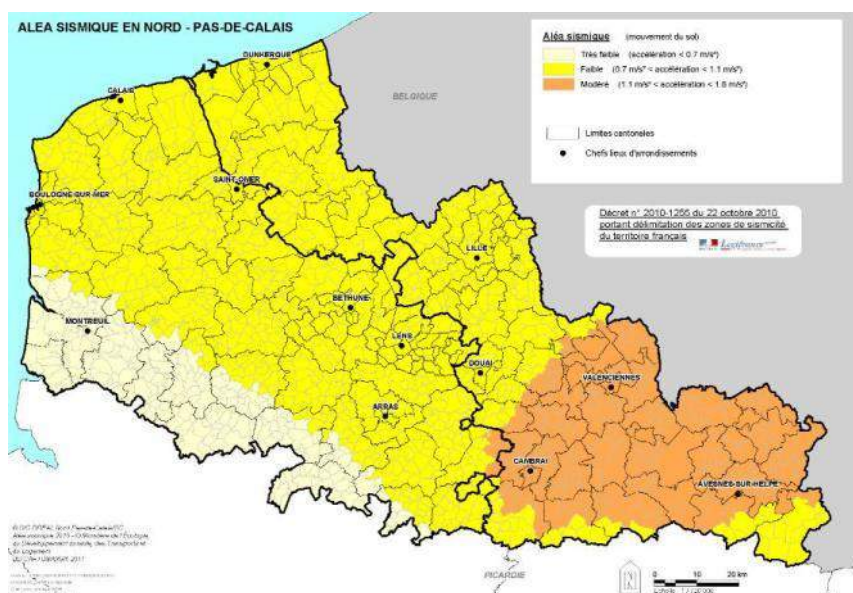 ALEA SISMIQUE EN NORD - PAS-DE-CALAIS
Aléa sismique (mouvement du sol)
Très faible (accélération < 0.7 m/s²)
Faible (0.7 m/s² < accélération < 1.1 m/s²)
Modéré (1.1 m/s² < accélération < 1.6 m/s²)
Limites cantonales
Chefs lieux d'arrondissements
Décret n° 2010-1255 du 22 octobre 2010
portant délimitation des zones de sismicité
du territoire français
Legifrance
DUNKERQUE
CALAIS
BELGIQUE
SAINT-OMER
BOULOGNE-SUR-MER
LILLE
BETHUNE
MONTREUIL
LENS
DOUAI
VALENCIENNES
ARRAS
CAMBRAI
AVESNES-SUR-HELPE
PICARDIE
0 10 20 km